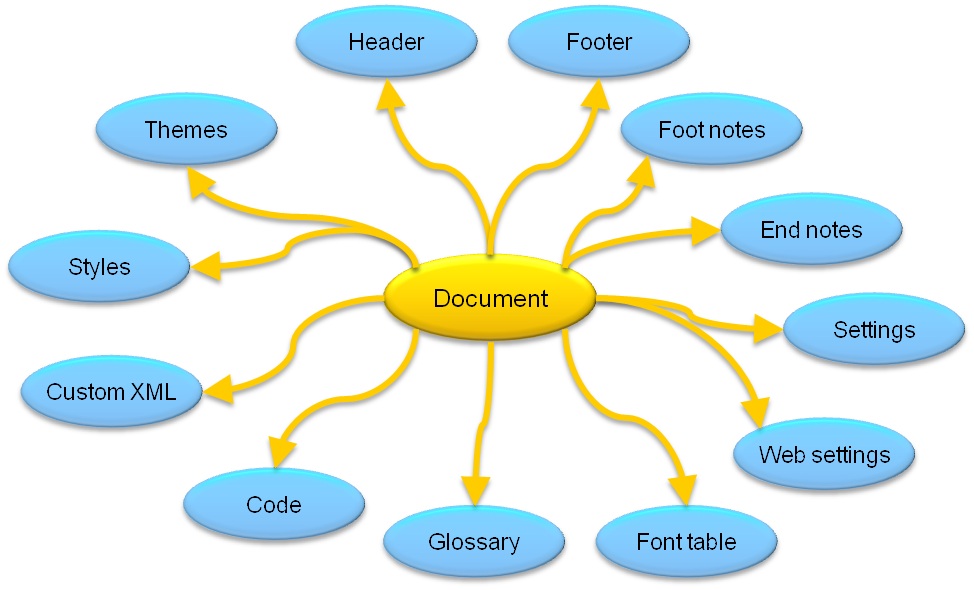 Header
Footer
Themes
Foot notes
End notes
Styles
Document
Settings
Custom XML
Web settings
Code
Glossary
Font table